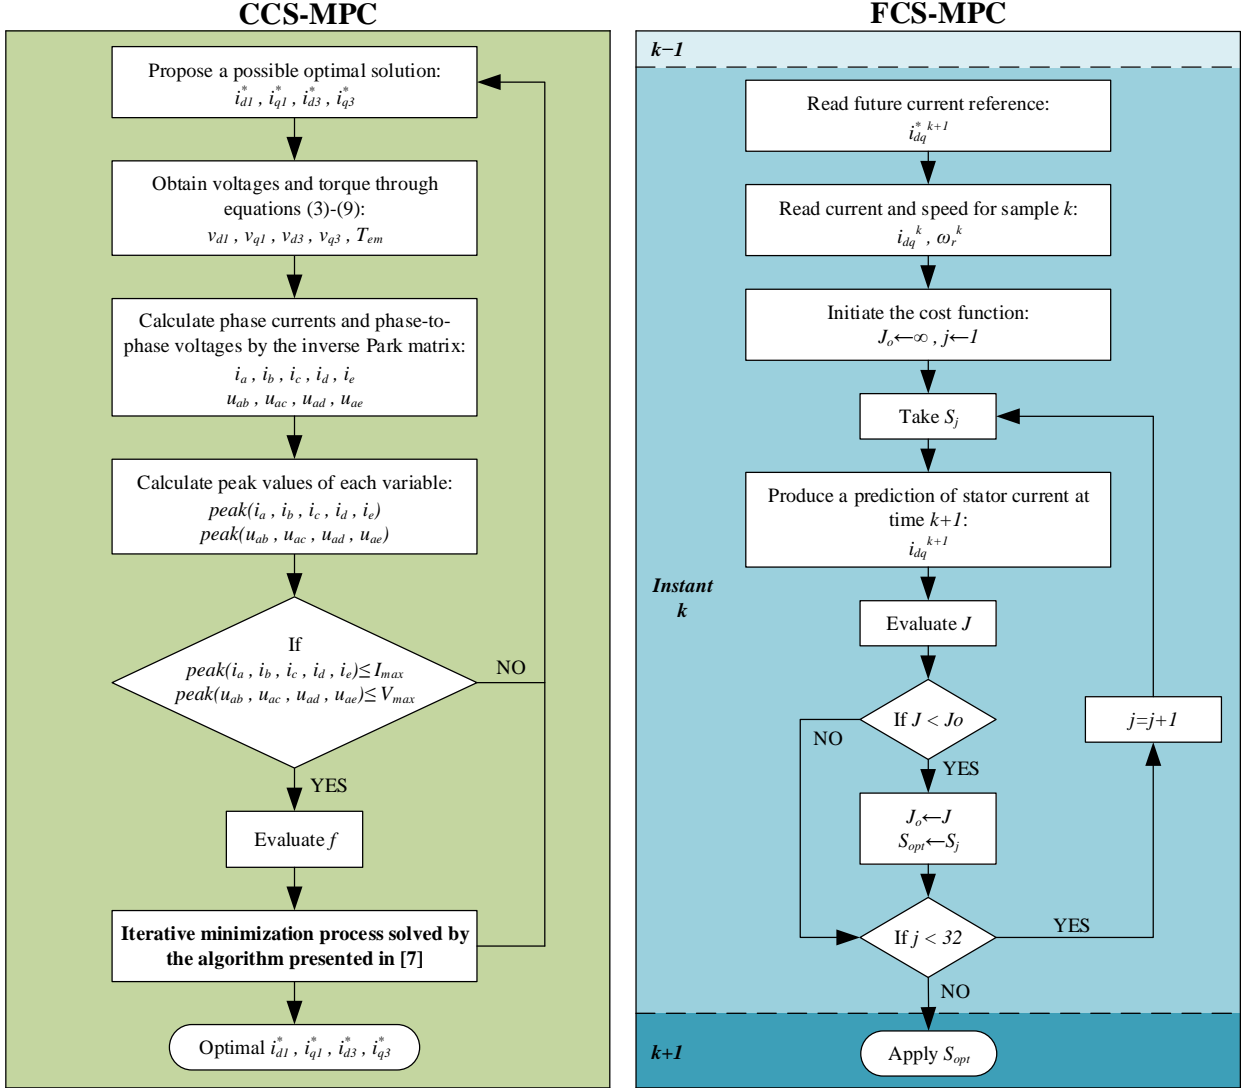 CCS-MPC
Propose a possible optimal solution:
i*d1 , i*q1 , i*d3 , i*q3
Obtain voltages and torque through
equations (3)-(9):
vd1 , vq1 , vd3 , vq3 , Tem
Calculate phase currents and phase-to-
phase voltages by the inverse Park matrix:
ia , ib , ic , id , ie
uab , uac , uad , uae
Calculate peak values of each variable:
peak(ia , ib , ic , id , ie)
peak(uab , uac , uad , uae)
If
peak(ia , ib , ic , id , ie)≤Imax
peak(uab , uac , uad , uae)≤Vmax
NO
YES
Evaluate f
Iterative minimization process solved by
the algorithm presented in [7]
Optimal i*d1 , i*q1 , i*d3 , i*q3
FCS-MPC
k−1
Read future current reference:
i*dq k+1
Read current and speed for sample k:
idq k , ωr k
Initiate the cost function:
Jo←∞ , j←1
Take Sj
Produce a prediction of stator current at
time k+1:
idq k+1
Instant
k
Evaluate J
If J < Jo
NO
YES
j=j+1
Jo←J
Sopt←Sj
If j < 32
YES
NO
k+1
Apply Sopt